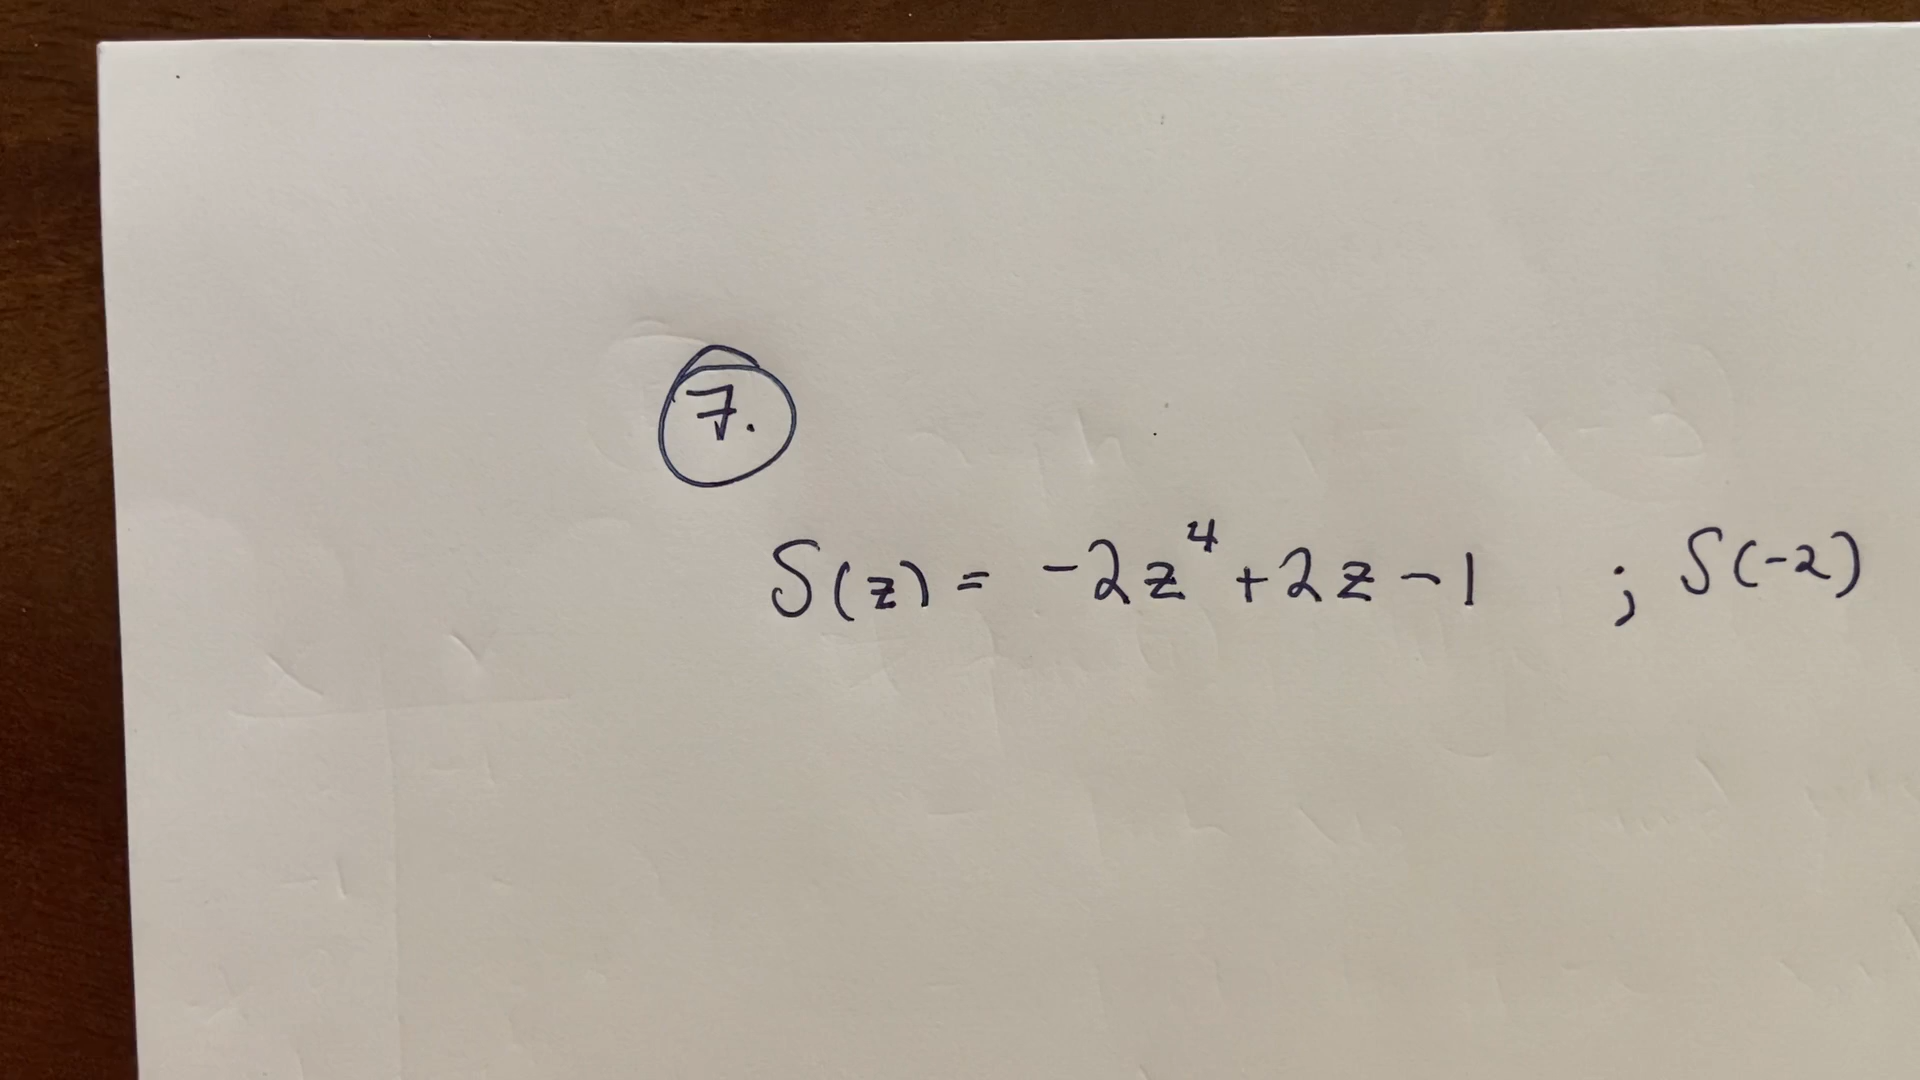 7.
S(z) = -2z⁴ + 2z - 1 ; S(-2)